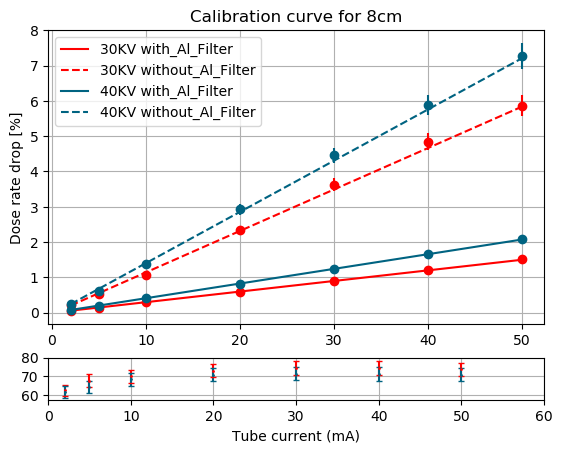 Calibration curve for 8cm
8
7
6
5
4
3
2
1
0
Dose rate drop [%]
30KV with_Al_Filter
30KV without_Al_Filter
40KV with_Al_Filter
40KV without_Al_Filter
0 10 20 30 40 50
80
70
60
0 10 20 30 40 50 60
Tube current (mA)